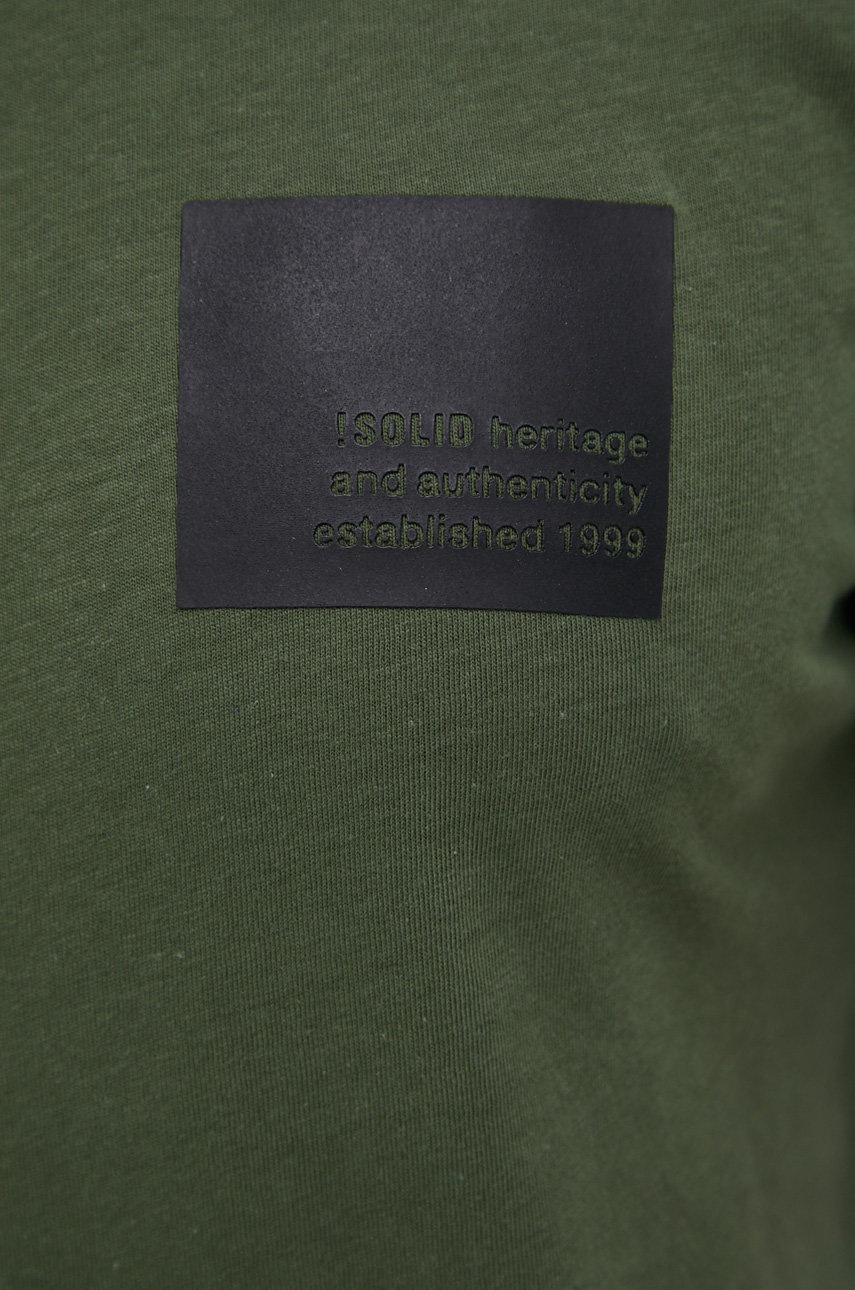 !SOLID heritage
and authenticity
established 1999